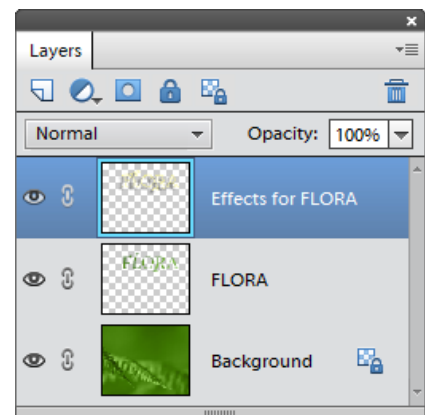 Layers
Normal Opacity: 100%
Effects for FLORA
FLORA
FLORA
Background